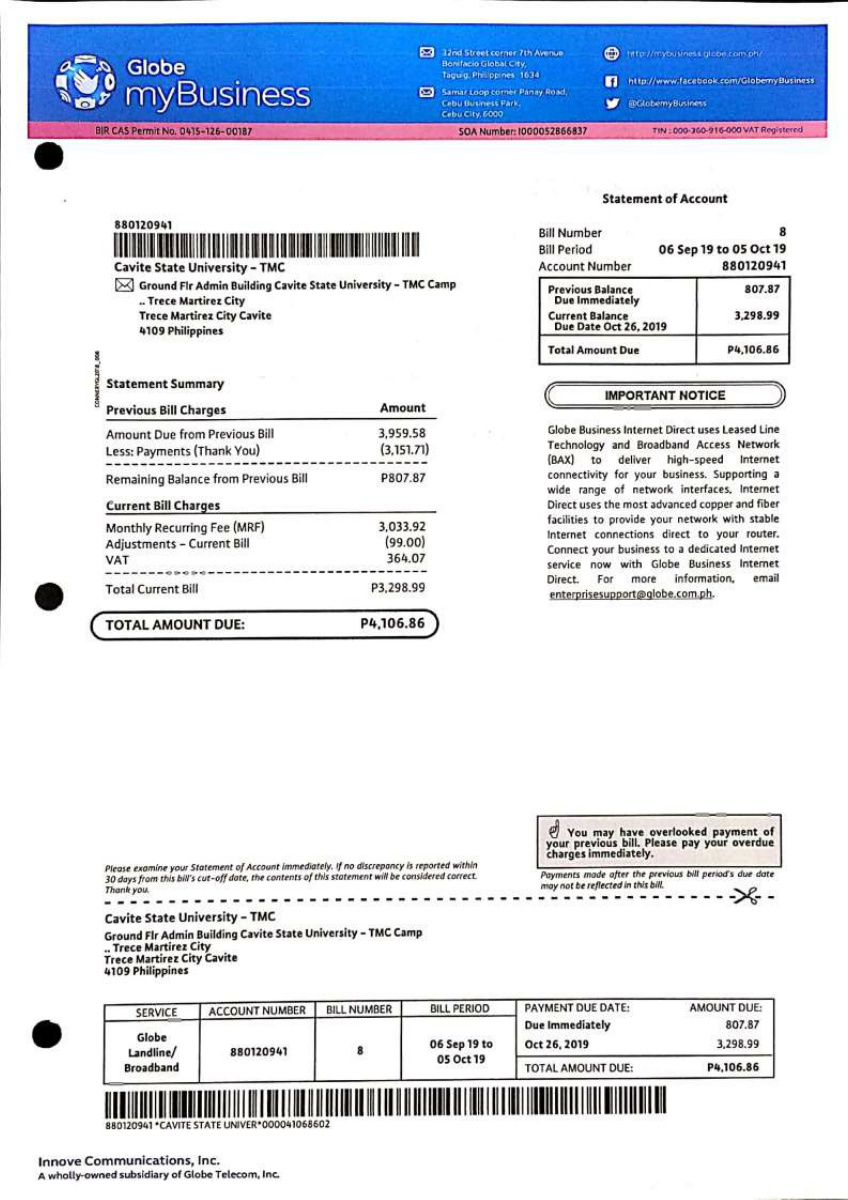 Globe
myBusiness
32nd Street corner 7th Avenue
Bonifacio Global City,
Taguig, Philippines 1634
Samar Loop corner Panay Road,
Cebu Business Park,
Cebu City, 6000
http://mybusiness.globe.com.ph/
http://www.facebook.com/GlobemyBusiness
@GlobemyBusiness
BIR CAS Permit No. 0415-126-00187
SOA Number: I000052866837
TIN : 000-360-916-000 VAT Registered
Statement of Account
880120941
Cavite State University – TMC
Ground Flr Admin Building Cavite State University – TMC Camp
.. Trece Martirez City
Trece Martirez City Cavite
4109 Philippines
Bill Number 8
Bill Period 06 Sep 19 to 05 Oct 19
Account Number 880120941
Previous Balance 807.87
Due Immediately
Current Balance 3,298.99
Due Date Oct 26, 2019
Total Amount Due P4,106.86
Statement Summary
Previous Bill Charges Amount
Amount Due from Previous Bill 3,959.58
Less: Payments (Thank You) (3,151.71)
Remaining Balance from Previous Bill P807.87
Current Bill Charges
Monthly Recurring Fee (MRF) 3,033.92
Adjustments – Current Bill (99.00)
VAT 364.07
Total Current Bill P3,298.99
TOTAL AMOUNT DUE: P4,106.86
IMPORTANT NOTICE
Globe Business Internet Direct uses Leased Line
Technology and Broadband Access Network
(BAX) to deliver high-speed Internet
connectivity for your business. Supporting a
wide range of network interfaces, Internet
Direct uses the most advanced copper and fiber
facilities to provide your network with stable
Internet connections direct to your router.
Connect your business to a dedicated Internet
service now with Globe Business Internet
Direct. For more information, email
enterprisesupport@globe.com.ph.
You may have overlooked payment of
your previous bill. Please pay your overdue
charges immediately.
Please examine your Statement of Account immediately. If no discrepancy is reported within
30 days from this bill's cut-off date, the contents of this statement will be considered correct.
Thank you.
Payments made after the previous bill period's due date
may not be reflected in this bill.
Cavite State University – TMC
Ground Flr Admin Building Cavite State University – TMC Camp
.. Trece Martirez City
Trece Martirez City Cavite
4109 Philippines
SERVICE ACCOUNT NUMBER BILL NUMBER BILL PERIOD PAYMENT DUE DATE: AMOUNT DUE:
Globe
Landline/
Broadband
880120941
8
06 Sep 19 to
05 Oct 19
Due Immediately 807.87
Oct 26, 2019 3,298.99
TOTAL AMOUNT DUE: P4,106.86
880120941 *CAVITE STATE UNIVER*000041068602
Innove Communications, Inc.
A wholly-owned subsidiary of Globe Telecom, Inc.